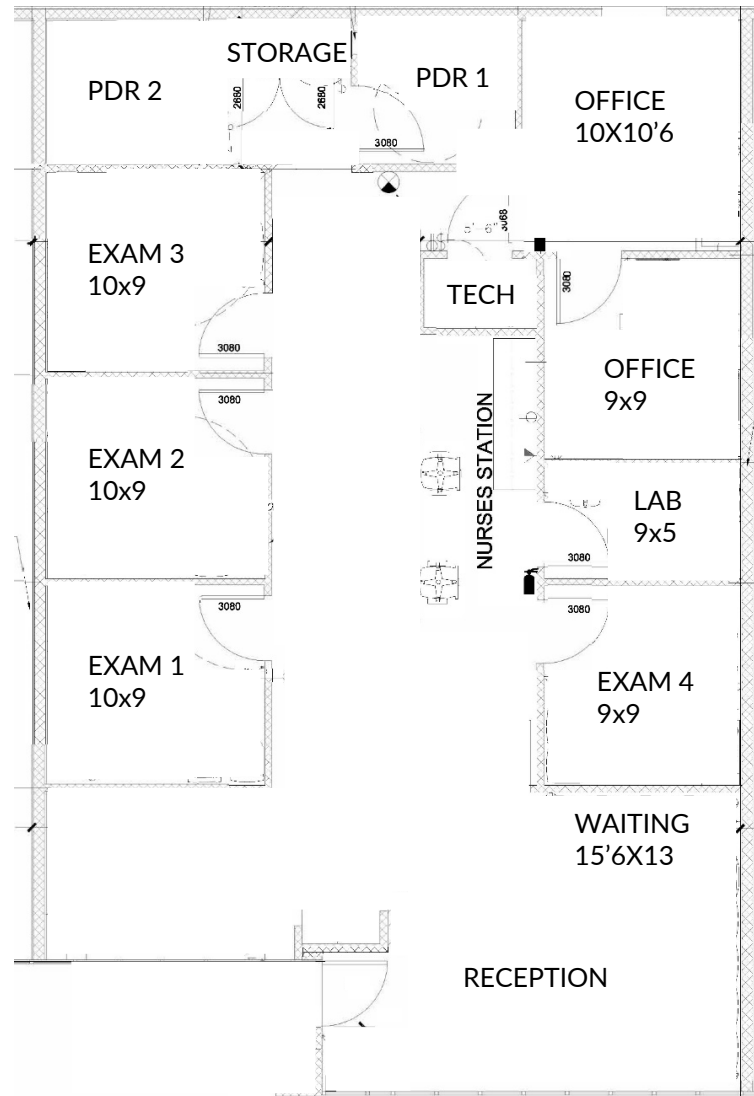 STORAGE
PDR 2
PDR 1
OFFICE
10X10’6
2680
2680
3080
3068
EXAM 3
10x9
3080
TECH
3080
OFFICE
9x9
3080
EXAM 2
10x9
NURSES STATION
LAB
9x5
3080
3080
EXAM 1
10x9
3080
EXAM 4
9x9
WAITING
15’6X13
RECEPTION